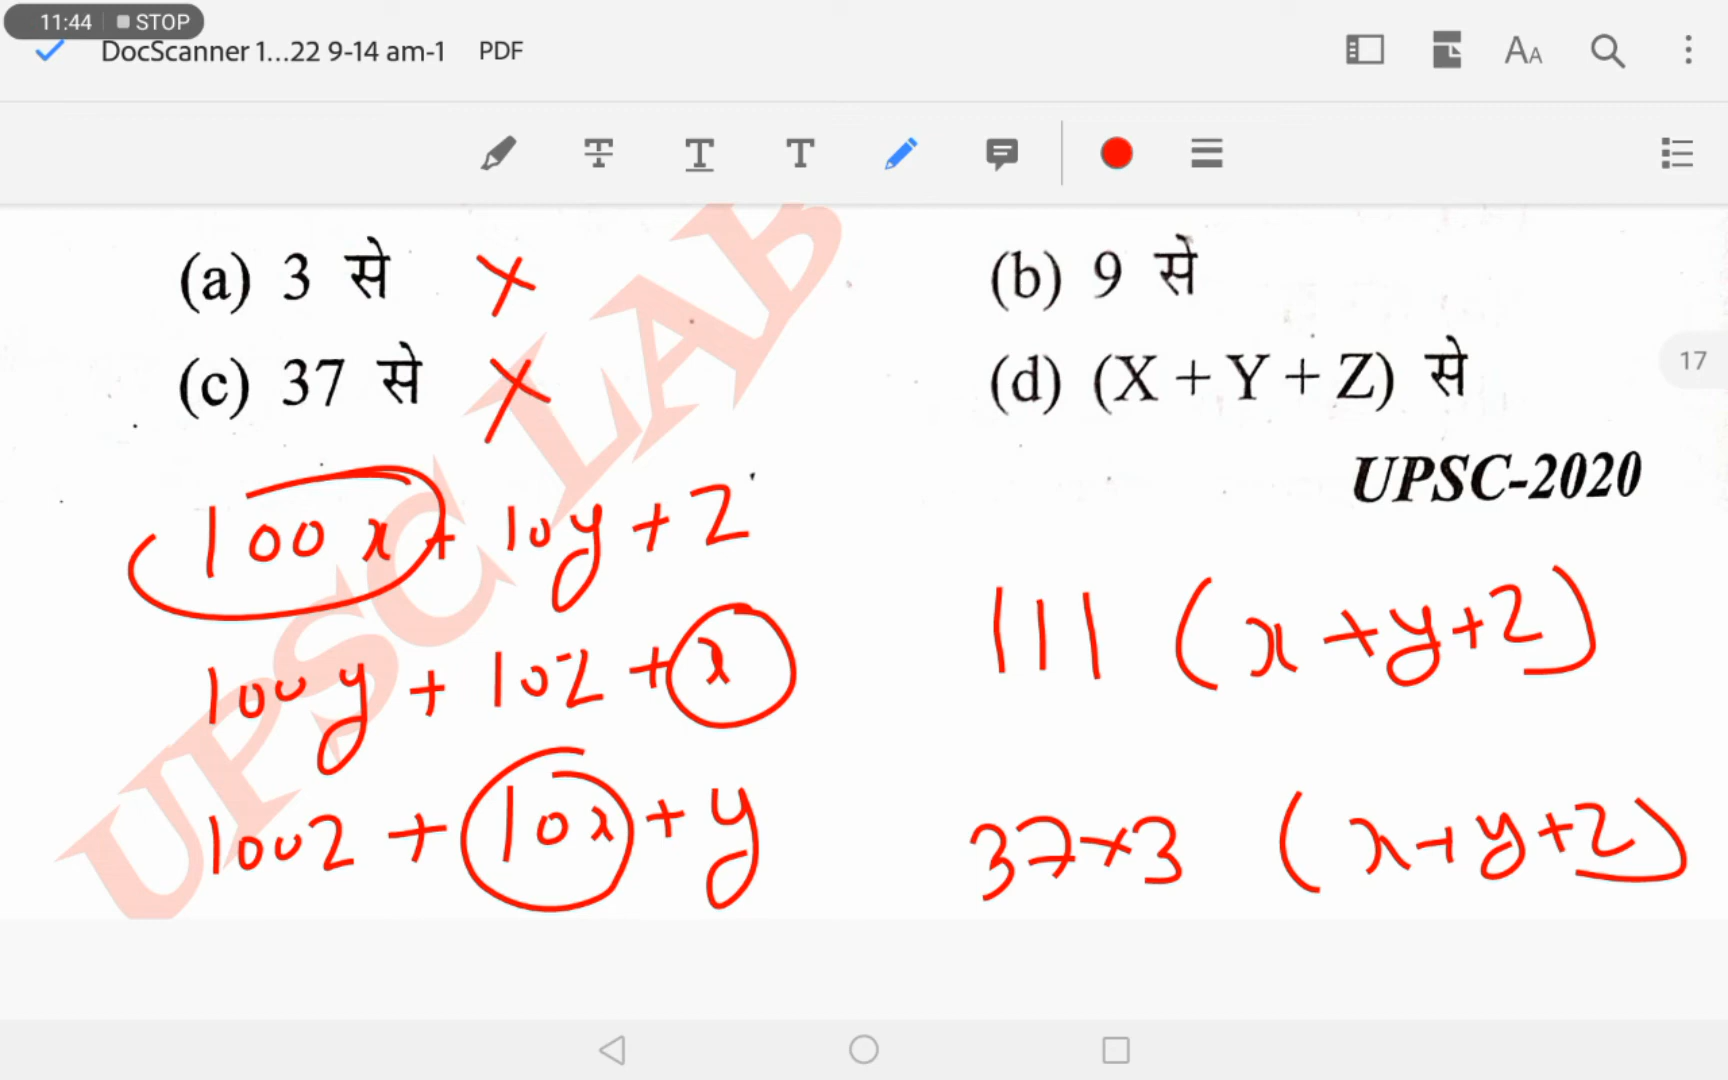 11:44 STOP
DocScanner 1...22 9-14 am-1 PDF
(a) 3 से × (b) 9 से
(c) 37 से × (d) (X + Y + Z) से
17
UPSC-2020
UPSC LAB
100x + 10y + z
100y + 10z + x
100z + 10x + y
111 (x+y+z)
37×3 (x+y+z)